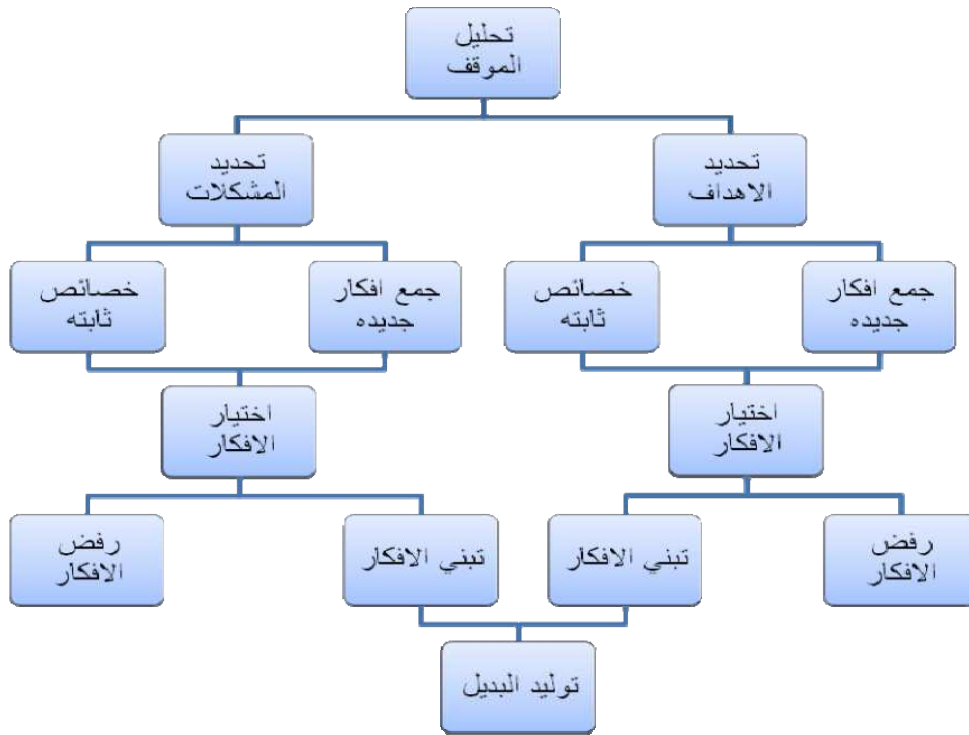 تحليل
الموقف
تحديد
الاهداف
تحديد
المشكلات
جمع افكار
جديده
خصائص
ثابته
جمع افكار
جديده
خصائص
ثابته
اختيار
الافكار
اختيار
الافكار
رفض
الافكار
تبني الافكار
تبني الافكار
رفض
الافكار
توليد البديل